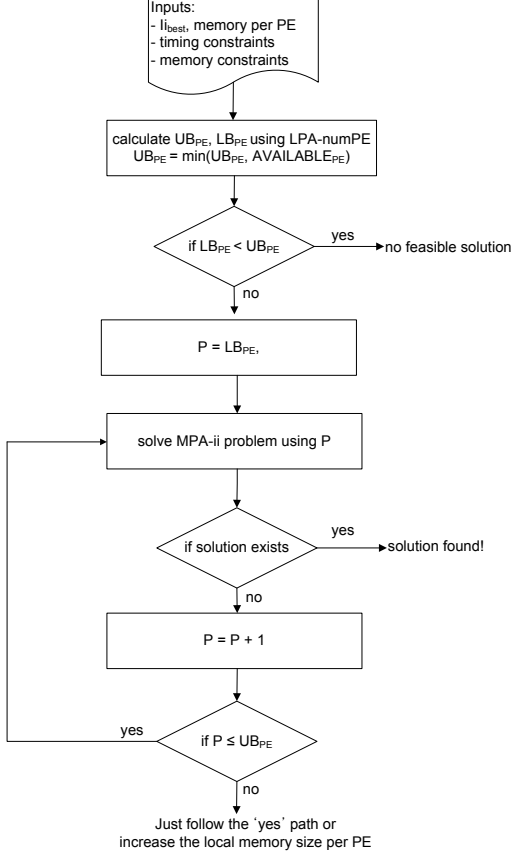 Inputs:
- Ii_best, memory per PE
- timing constraints
- memory constraints
calculate UB_PE, LB_PE using LPA-numPE
UB_PE = min(UB_PE, AVAILABLE_PE)
if LB_PE < UB_PE
yes
no feasible solution
no
P = LB_PE,
solve MPA-ii problem using P
if solution exists
yes
solution found!
no
P = P + 1
yes
if P ≤ UB_PE
no
Just follow the ‘yes’ path or
increase the local memory size per PE